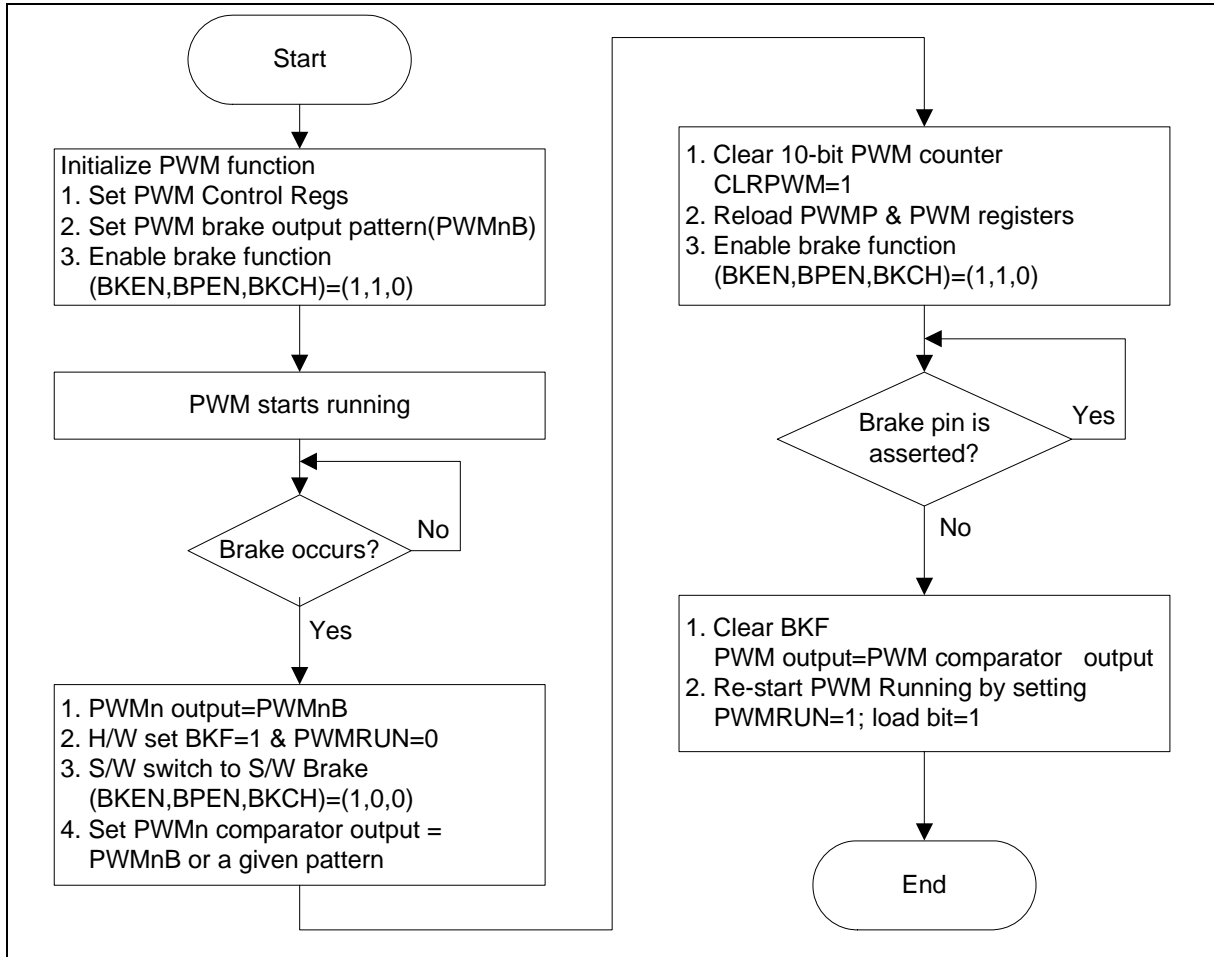 Start
Initialize PWM function
1. Set PWM Control Regs
2. Set PWM brake output pattern(PWMnB)
3. Enable brake function
(BKEN,BPEN,BKCH)=(1,1,0)
PWM starts running
Brake occurs?
No
Yes
1. PWMn output=PWMnB
2. H/W set BKF=1 & PWMRUN=0
3. S/W switch to S/W Brake
(BKEN,BPEN,BKCH)=(1,0,0)
4. Set PWMn comparator output =
PWMnB or a given pattern
1. Clear 10-bit PWM counter
CLRPWM=1
2. Reload PWMP & PWM registers
3. Enable brake function
(BKEN,BPEN,BKCH)=(1,1,0)
Brake pin is
asserted?
Yes
No
1. Clear BKF
PWM output=PWM comparator output
2. Re-start PWM Running by setting
PWMRUN=1; load bit=1
End